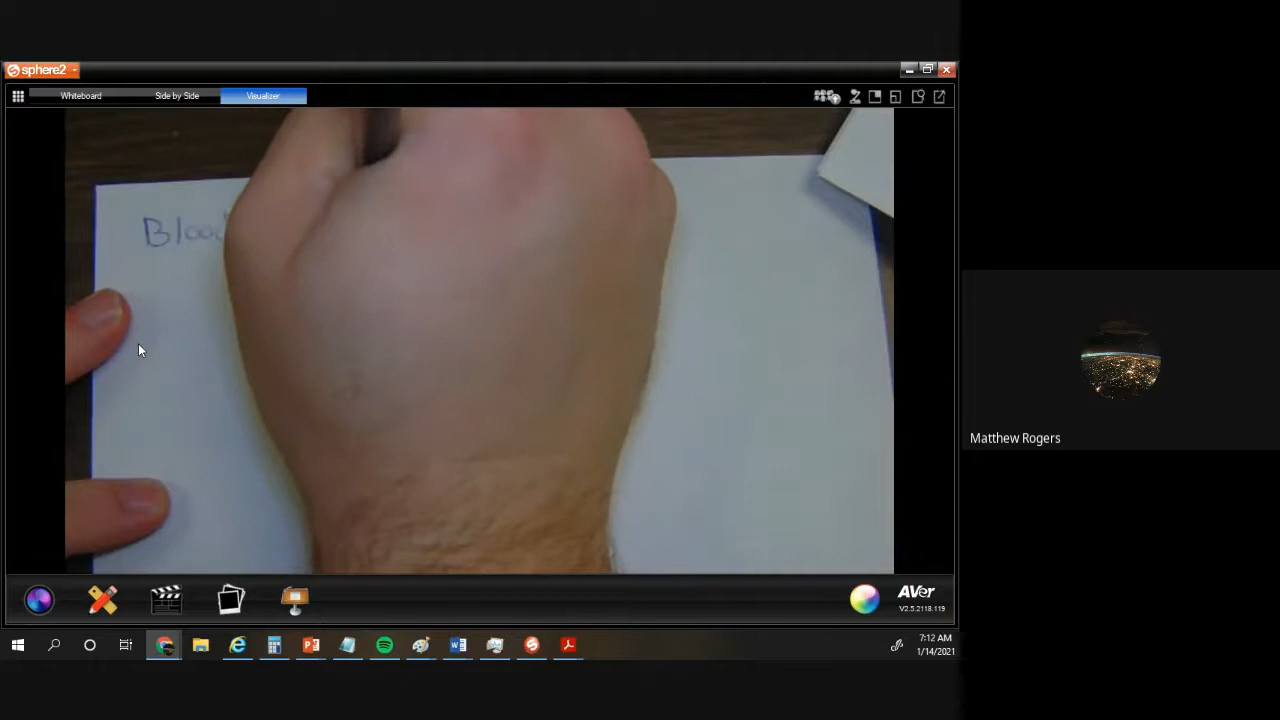 sphere2
Whiteboard Side by Side Visualizer
Blood
AVer
V2.5.2118.119
7:12 AM
1/14/2021
Matthew Rogers